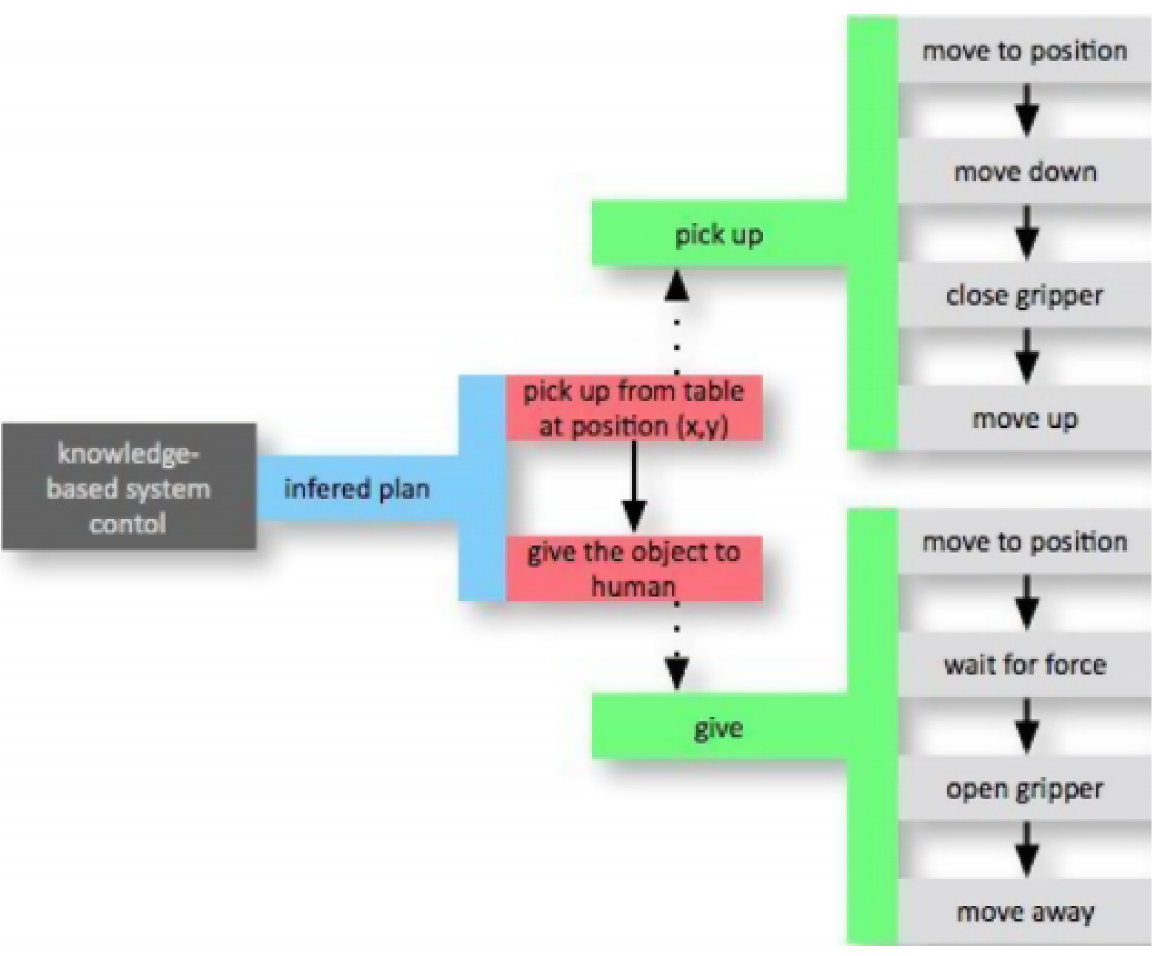 knowledge-
based system
contol
infered plan
pick up from table
at position (x,y)
give the object to
human
pick up
move to position
move down
close gripper
move up
give
move to position
wait for force
open gripper
move away